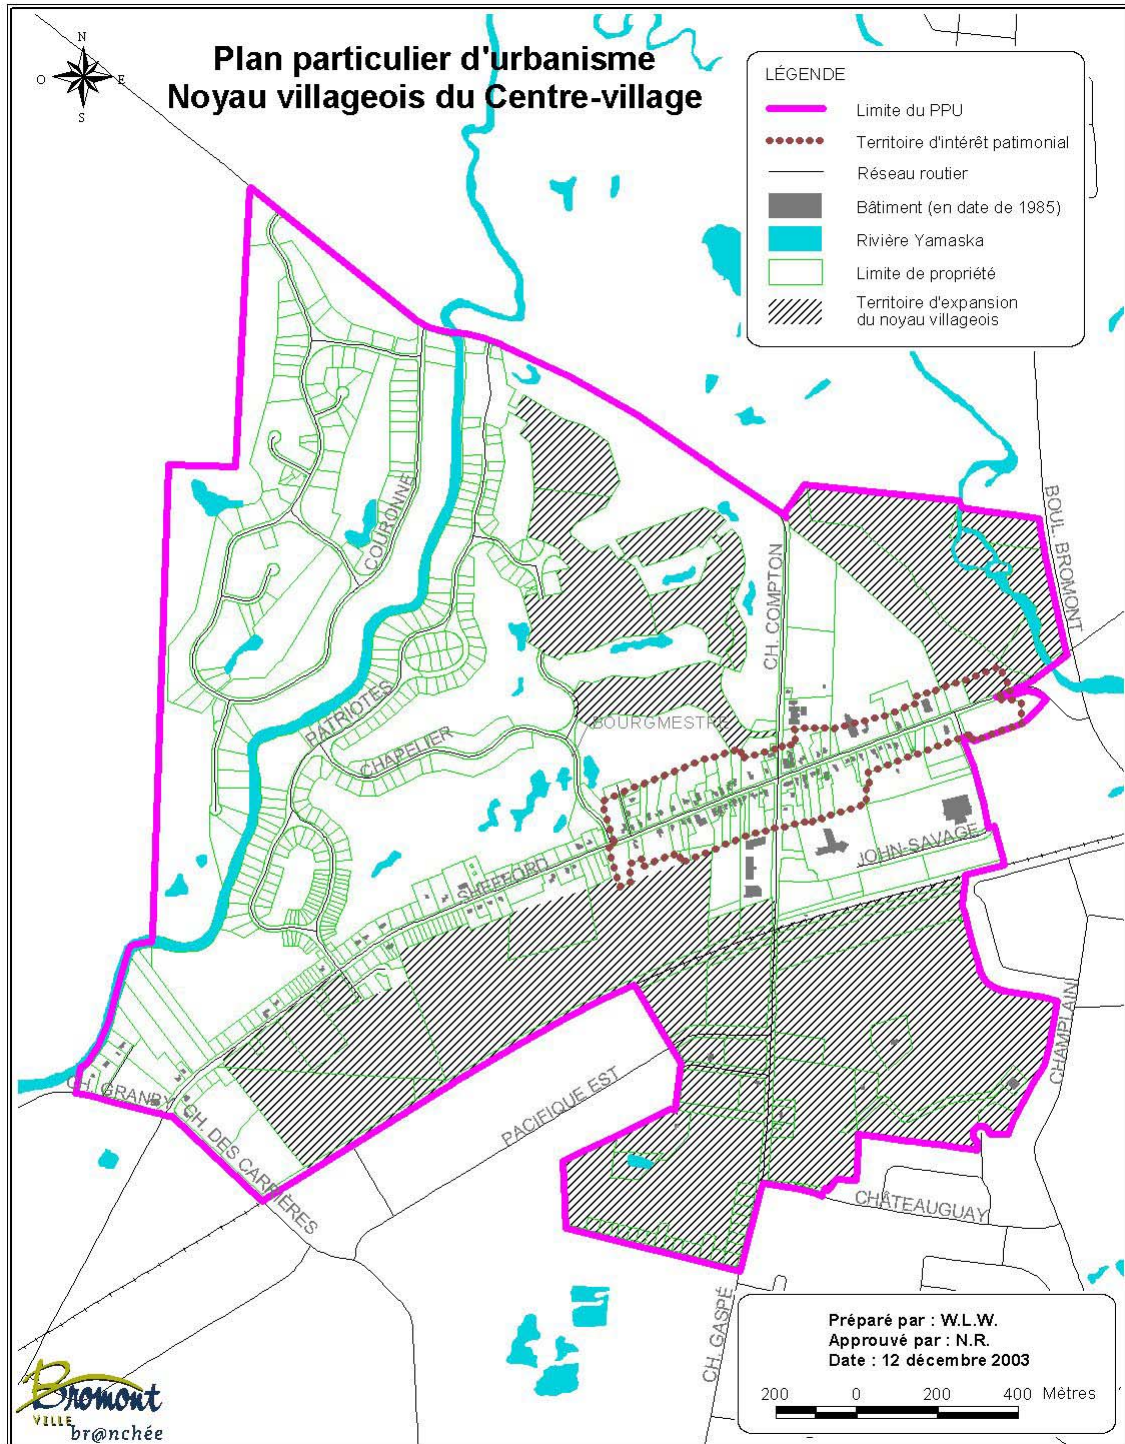 Plan particulier d'urbanisme
Noyau villageois du Centre-village
N
O
E
S
LÉGENDE
Limite du PPU
Territoire d'intérêt patimonial
Réseau routier
Bâtiment (en date de 1985)
Rivière Yamaska
Limite de propriété
Territoire d'expansion
du noyau villageois
COURONNE
CH. COMPTON
BOUL. BROMONT
PATRIOTES
BOURGMESTRE
CHAPELIER
SHEFFORD
JOHN-SAVAGE
CHAMPLAIN
CH. GRANBY
CH. DES CARRIÈRES
PACIFIQUE EST
CHÂTEAUGUAY
CH. GASPÉ
Préparé par : W.L.W.
Approuvé par : N.R.
Date : 12 décembre 2003
200 0 200 400 Mètres
Bromont
VILLE
br@nchée